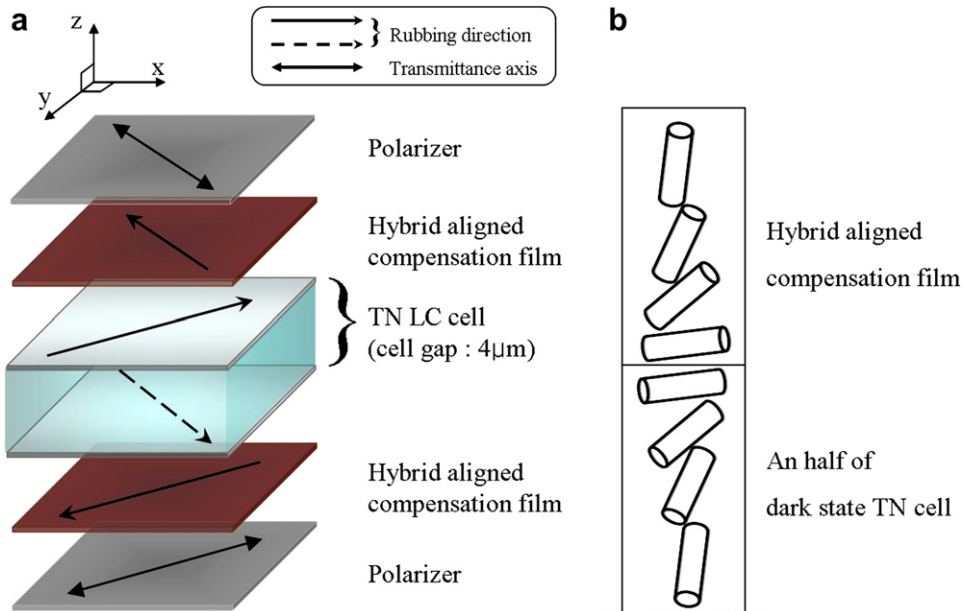 a
z
x
y
Rubbing direction
Transmittance axis
Polarizer
Hybrid aligned
compensation film
TN LC cell
(cell gap : 4μm)
Hybrid aligned
compensation film
Polarizer
b
Hybrid aligned
compensation film
An half of
dark state TN cell